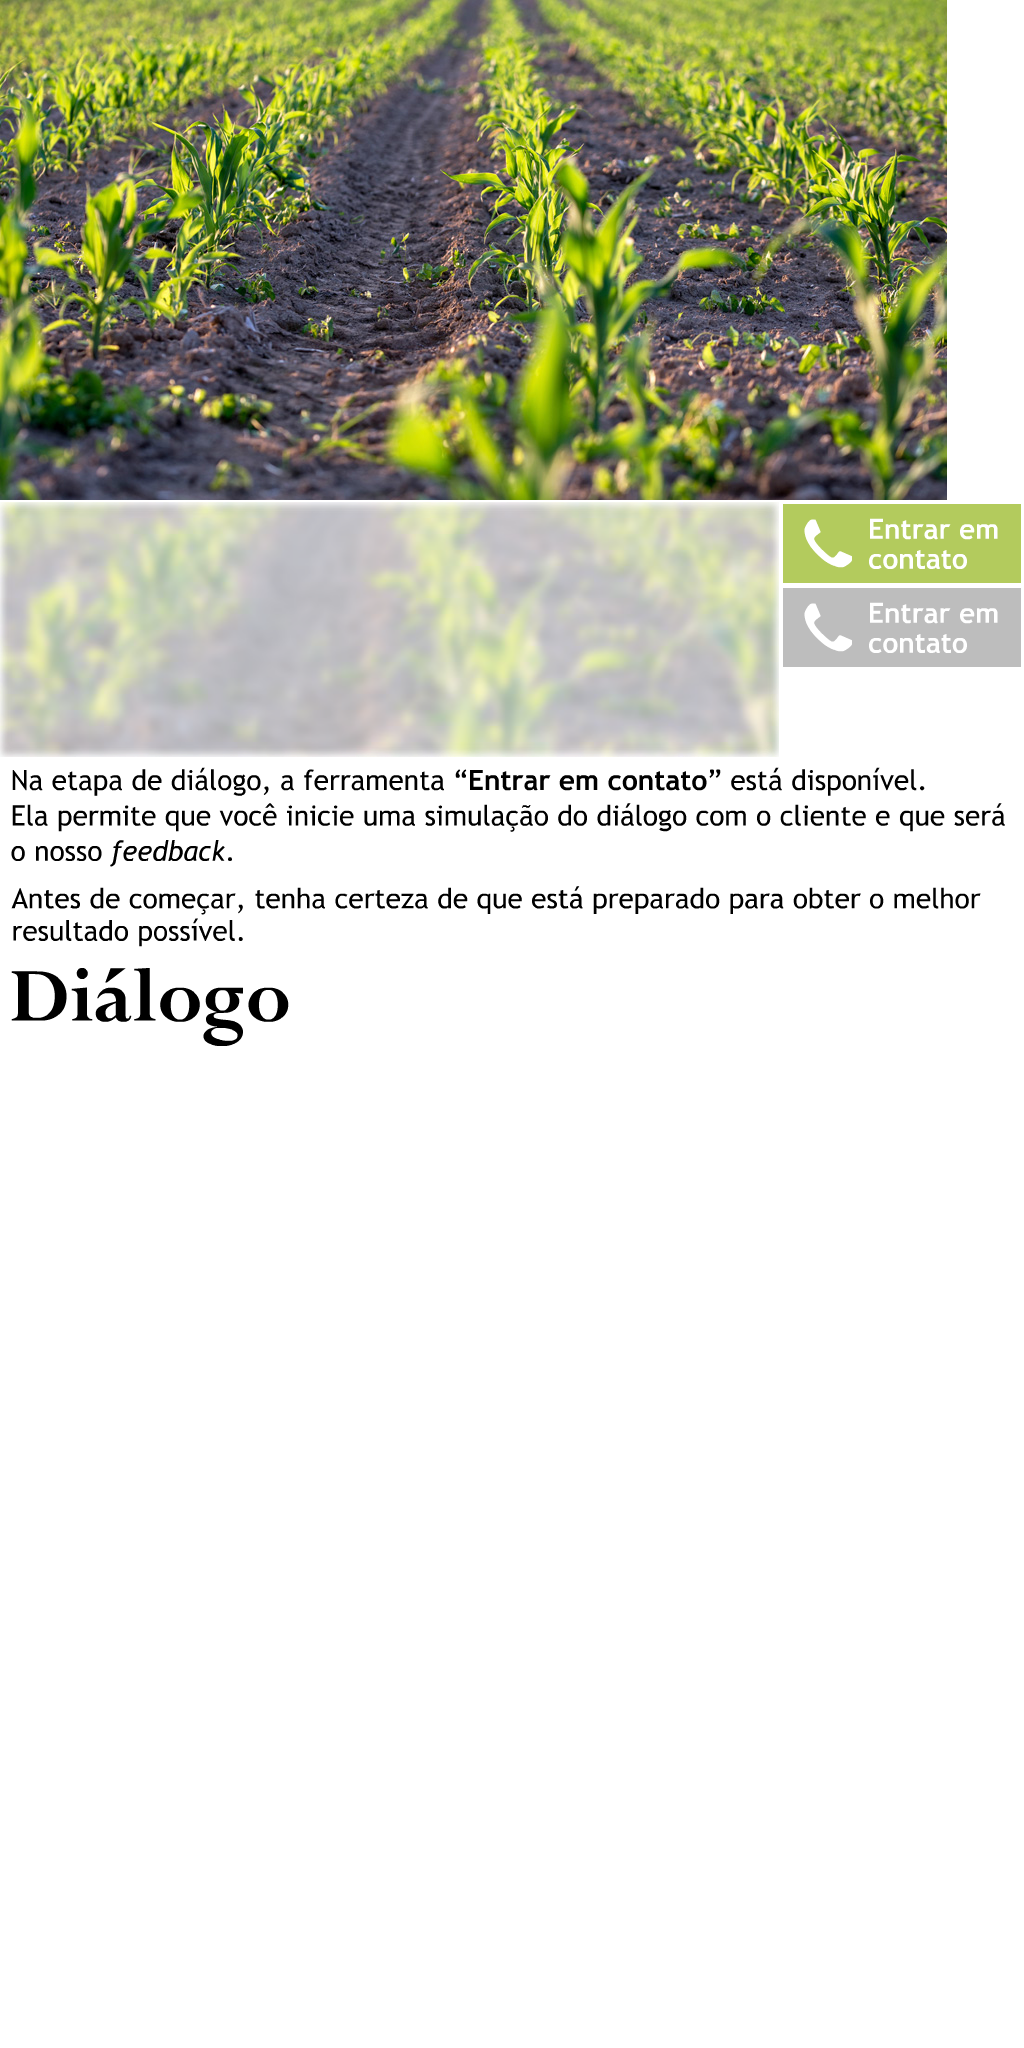 Entrar em
contato
Entrar em
contato
Na etapa de diálogo, a ferramenta “Entrar em contato” está disponível.
Ela permite que você inicie uma simulação do diálogo com o cliente e que será
o nosso feedback.
Antes de começar, tenha certeza de que está preparado para obter o melhor
resultado possível.
Diálogo